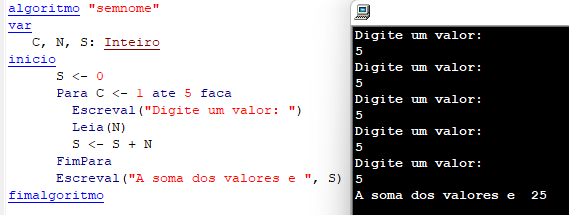 algoritmo "semnome"
var
C, N, S: Inteiro
inicio
S <- 0
Para C <- 1 ate 5 faca
Escreval("Digite um valor: ")
Leia(N)
S <- S + N
FimPara
Escreval("A soma dos valores e ", S)
fimalgoritmo
Digite um valor:
5
Digite um valor:
5
Digite um valor:
5
Digite um valor:
5
Digite um valor:
5
A soma dos valores e  25